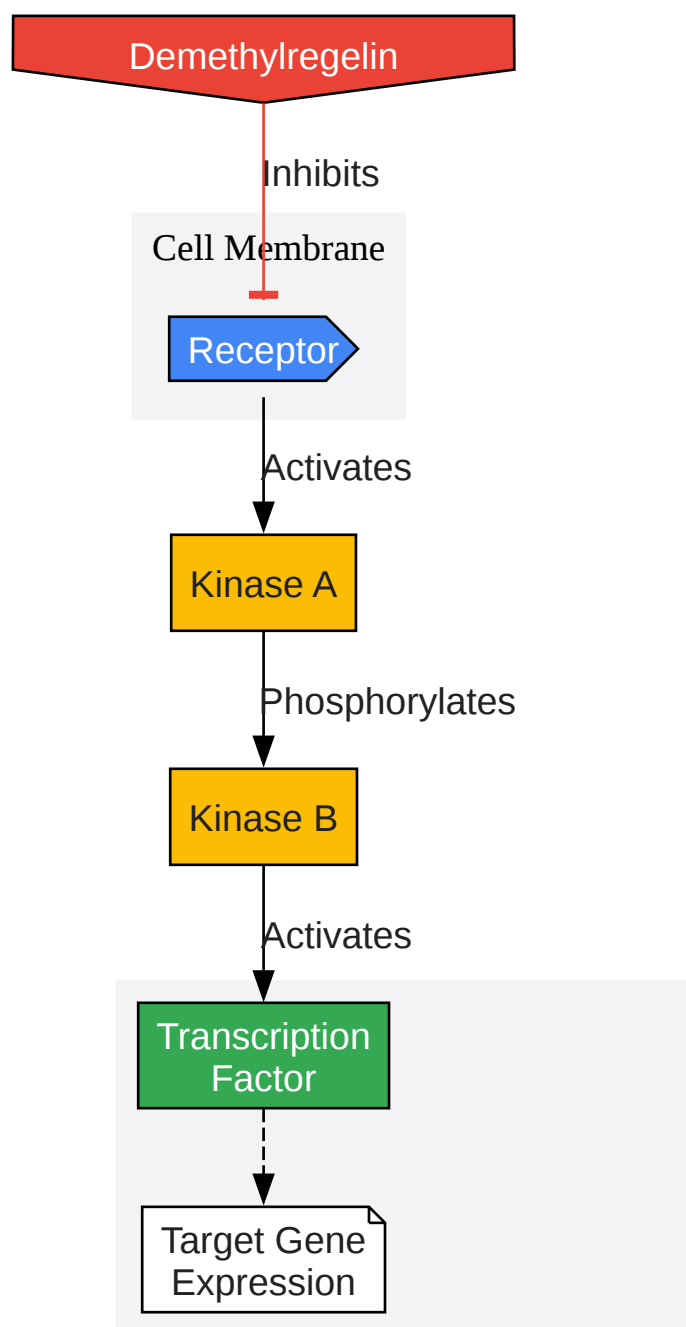 Demethylregelin
Inhibits
Cell Membrane
Receptor
Activates
Kinase A
Phosphorylates
Kinase B
Activates
Transcription
Factor
Target Gene
Expression